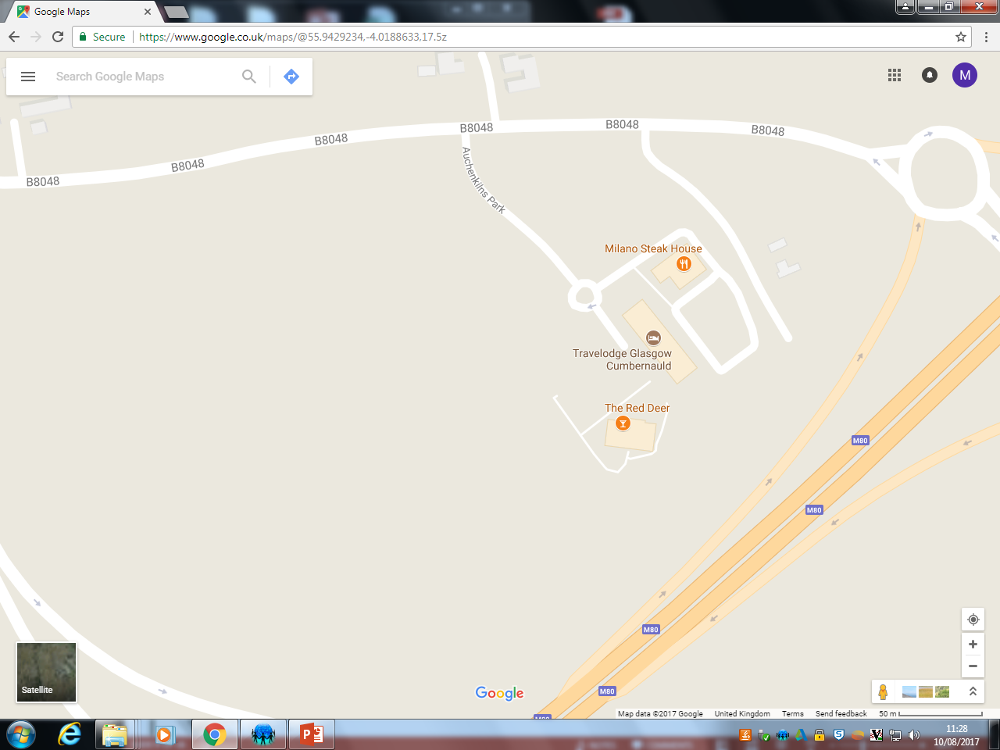 Google Maps
Secure
https://www.google.co.uk/maps/@55.9429234,-4.0188633,17.5z
Search Google Maps
M
B8048
B8048
B8048
B8048
B8048
Auchenkilns Park
Milano Steak House
Travelodge Glasgow
Cumbernauld
The Red Deer
M80
M80
M80
M80
Satellite
Google
Map data ©2017 Google
United Kingdom
Terms
Send feedback
50 m
11:28
10/08/2017